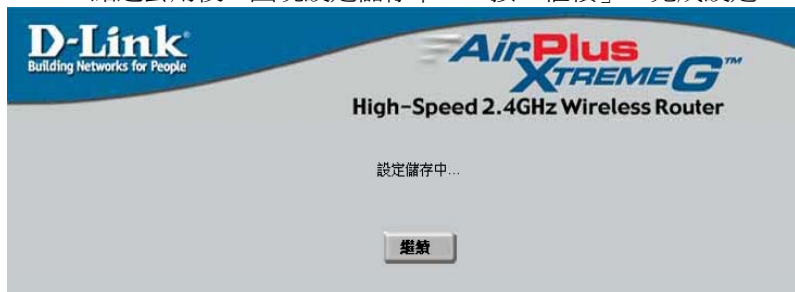 D-Link
Building Networks for People
AirPlus
XTREME G™
High-Speed 2.4GHz Wireless Router
設定儲存中...
繼續